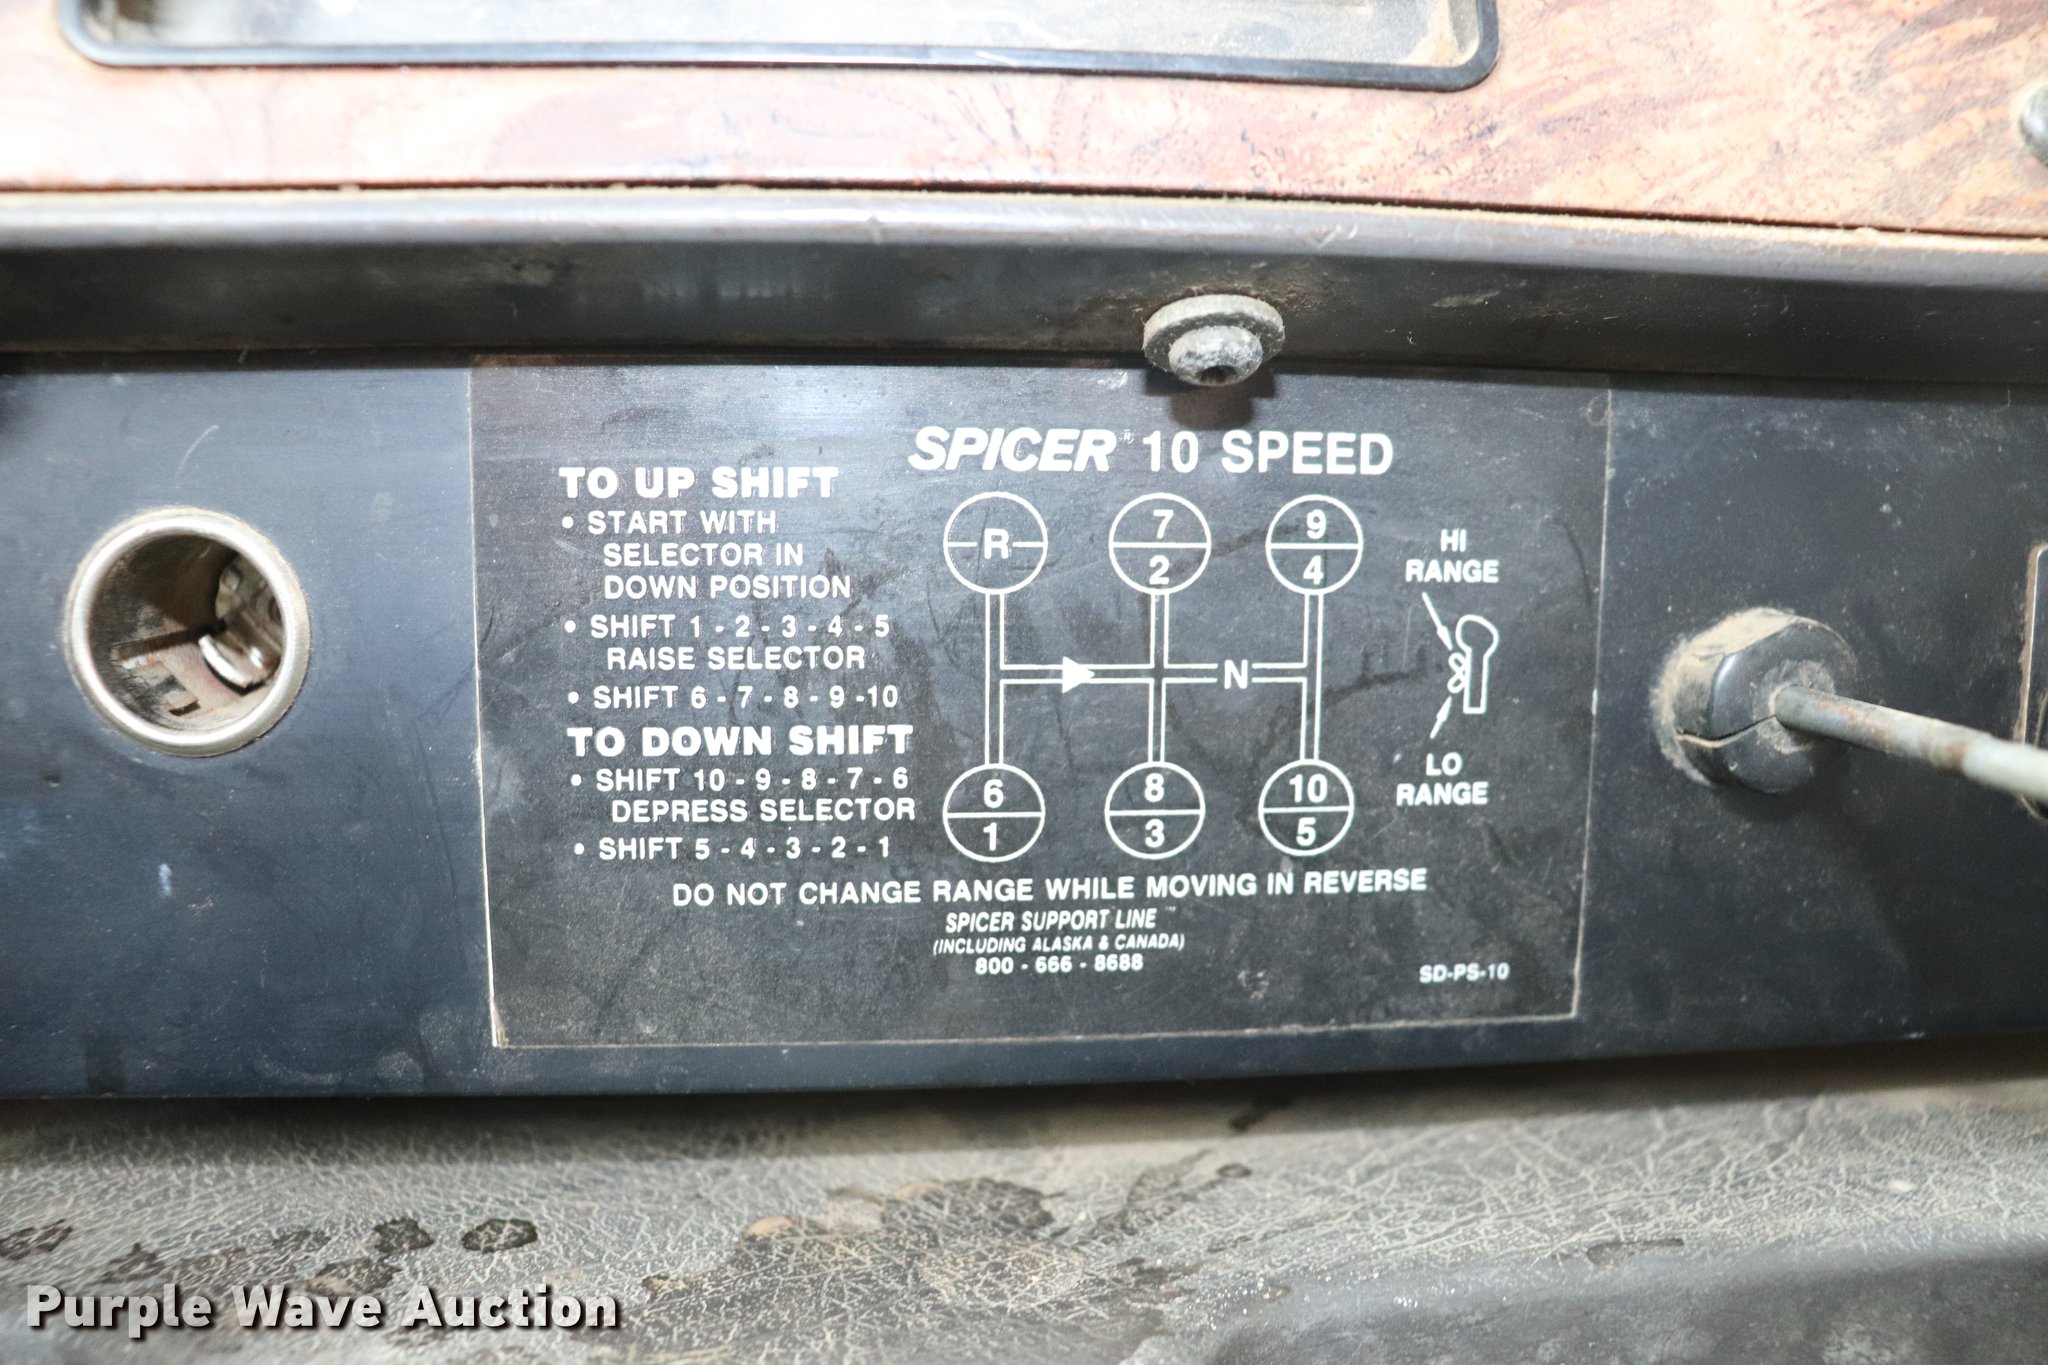 SPICER 10 SPEED
TO UP SHIFT
• START WITH
SELECTOR IN
DOWN POSITION
• SHIFT 1 - 2 - 3 - 4 - 5
RAISE SELECTOR
• SHIFT 6 - 7 - 8 - 9 -10
TO DOWN SHIFT
• SHIFT 10 - 9 - 8 - 7 - 6
DEPRESS SELECTOR
• SHIFT 5 - 4 - 3 - 2 - 1
R 7 9
2 4
N
6 8 10
1 3 5
HI
RANGE
LO
RANGE
DO NOT CHANGE RANGE WHILE MOVING IN REVERSE
SPICER SUPPORT LINE
(INCLUDING ALASKA & CANADA)
800 - 666 - 8688
SD-PS-10
Purple Wave Auction